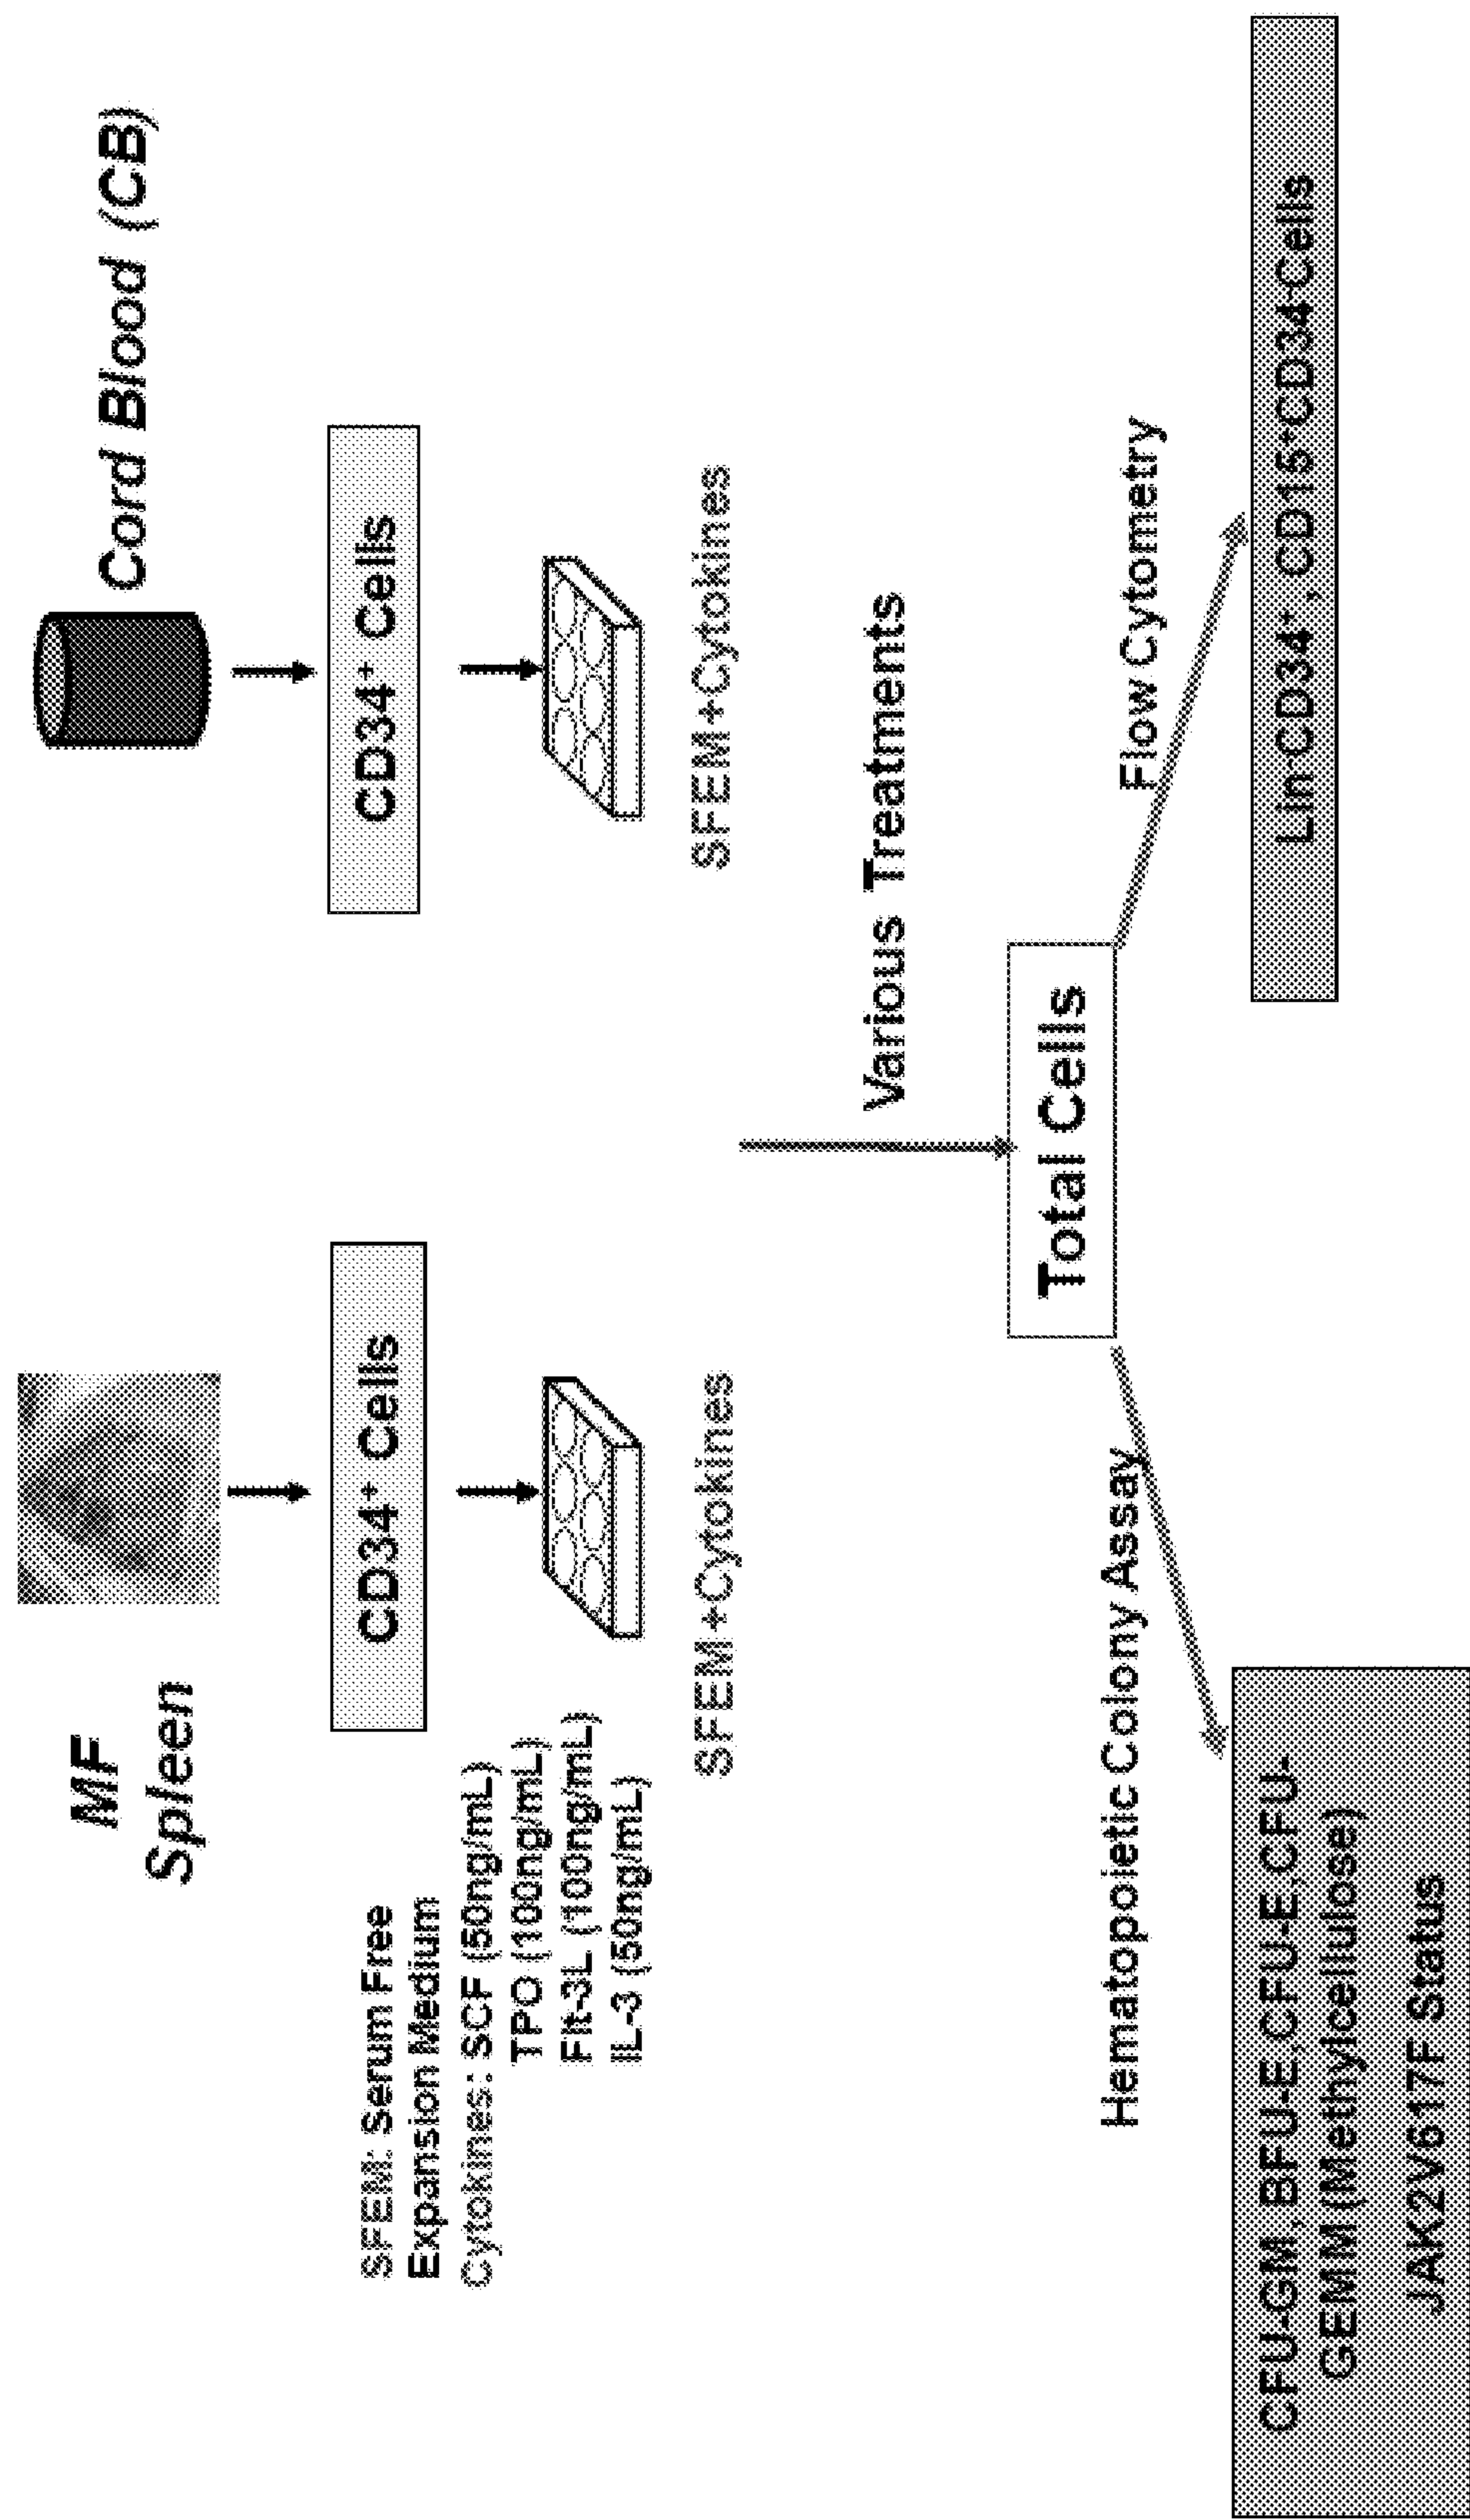 MF
Spleen
Cord Blood (CB)
CD34⁺ Cells
CD34⁺ Cells
SFEM: Serum Free
Expansion Medium
Cytokines: SCF (50ng/mL)
TPO (100ng/mL)
Flt-3L (100ng/mL)
IL-3 (50ng/mL)
SFEM+Cytokines
SFEM+Cytokines
Various Treatments
Total Cells
Hematopoietic Colony Assay
Flow Cytometry
CFU-GM, BFU-E,CFU-E,CFU-
GEMM (Methylcellulose)
JAK2V617F Status
Lin⁻CD34⁺, CD15⁺CD34⁻Cells